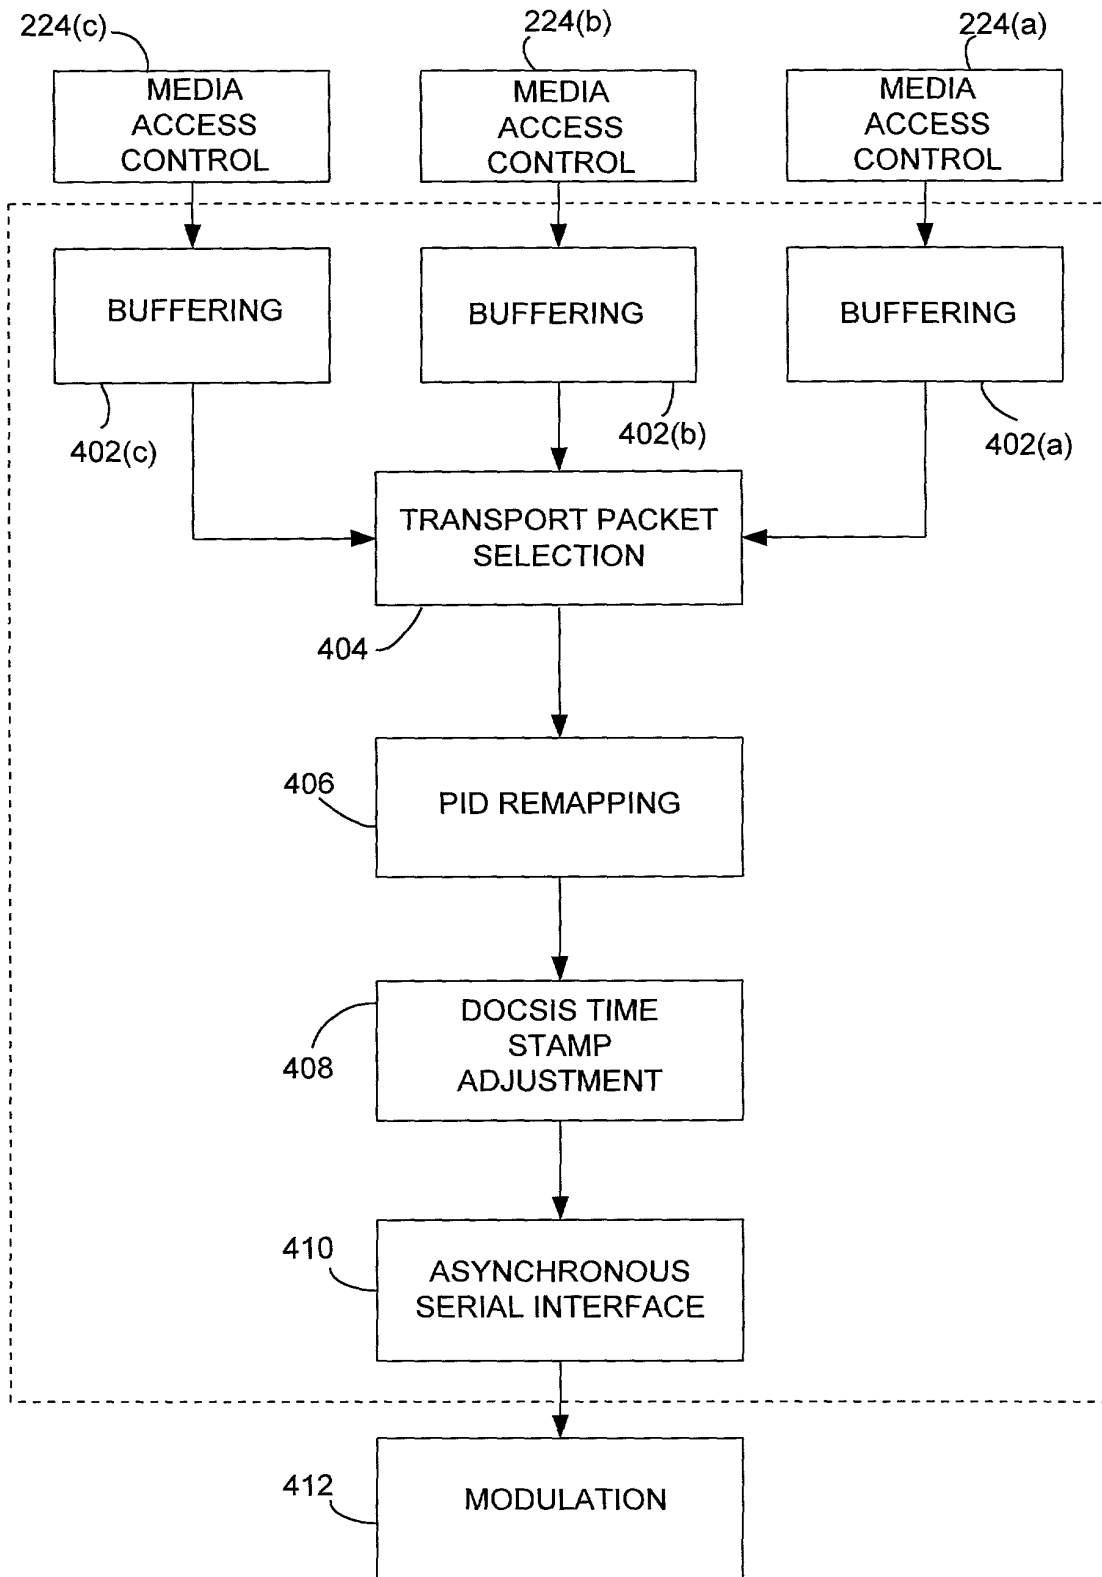 224(c)
224(b)
224(a)
MEDIA
ACCESS
CONTROL
MEDIA
ACCESS
CONTROL
MEDIA
ACCESS
CONTROL
BUFFERING
BUFFERING
BUFFERING
402(c)
402(b)
402(a)
TRANSPORT PACKET
SELECTION
404
406
PID REMAPPING
408
DOCSIS TIME
STAMP
ADJUSTMENT
410
ASYNCHRONOUS
SERIAL INTERFACE
412
MODULATION